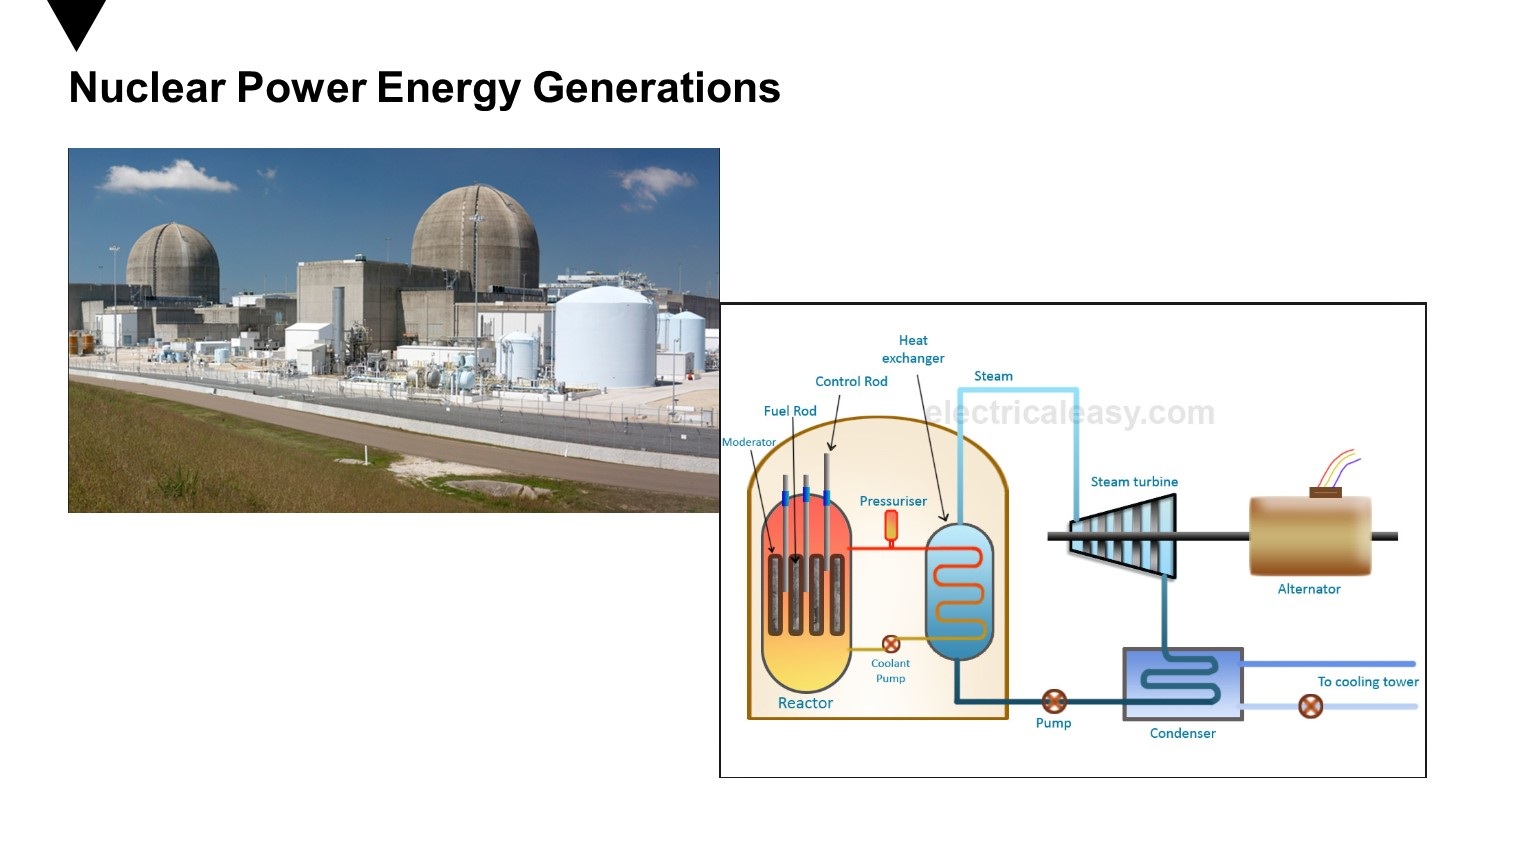 Nuclear Power Energy Generations
Heat
exchanger
Control Rod
Steam
Fuel Rod
electricaleasy.com
Moderator
Steam turbine
Pressuriser
Alternator
Coolant
Pump
To cooling tower
Reactor
Pump
Condenser